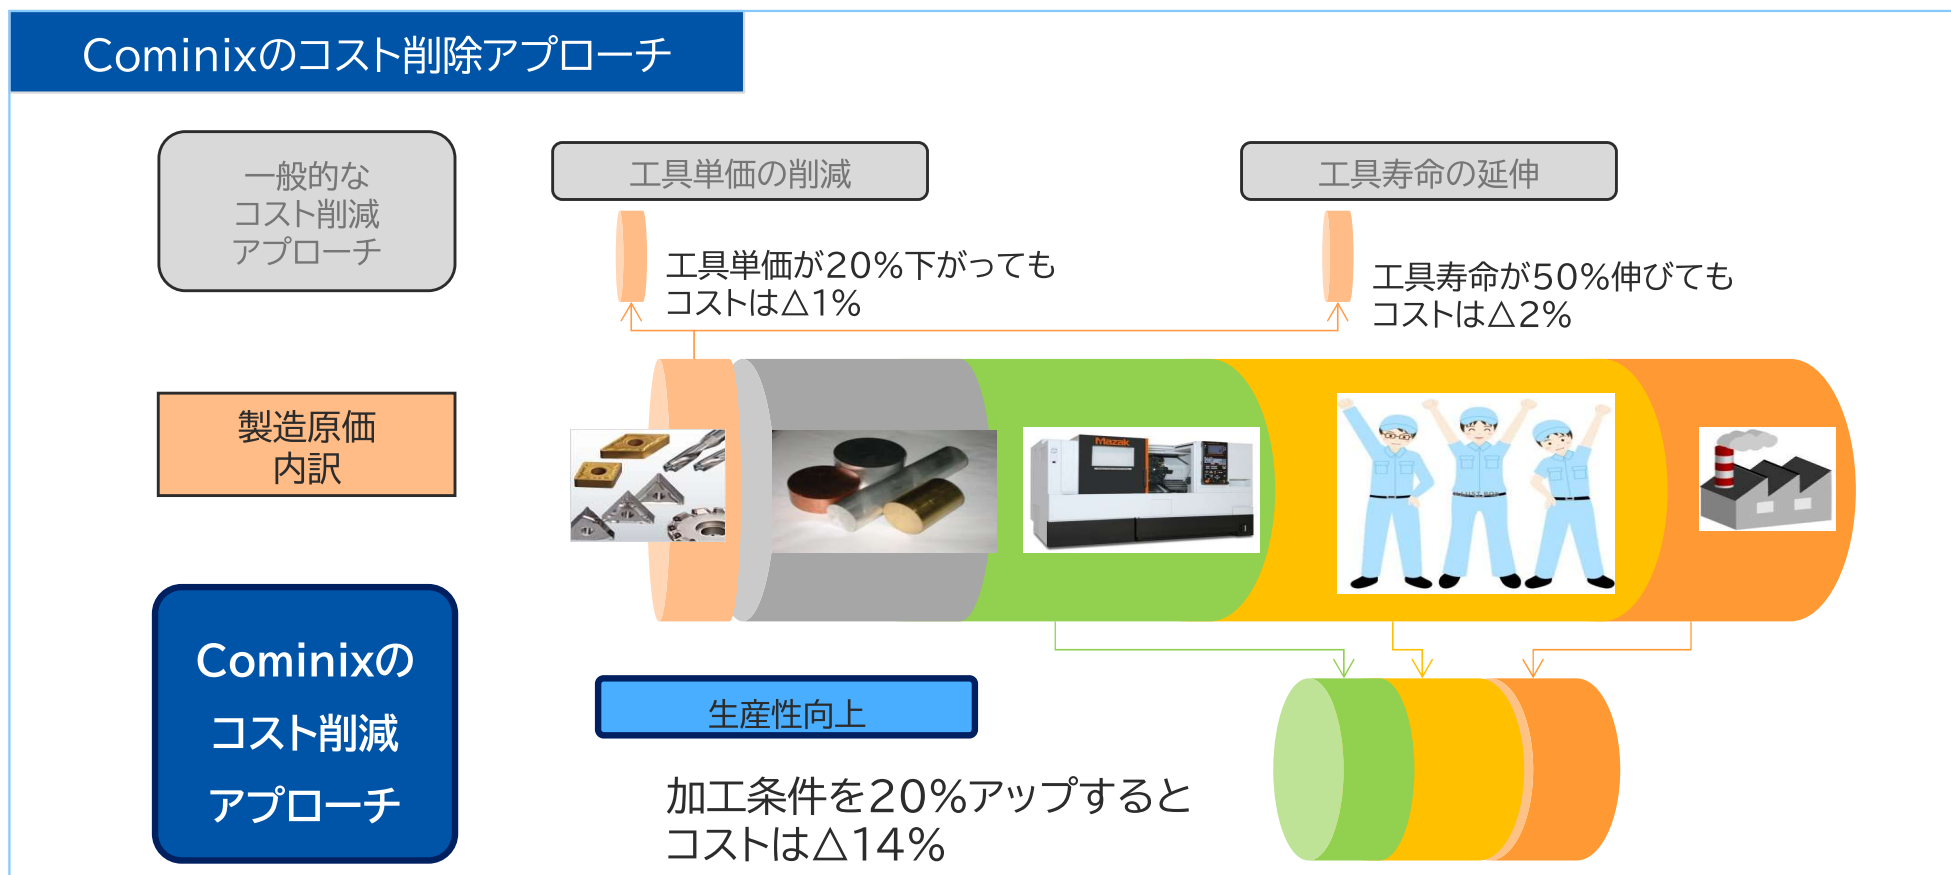 Cominixのコスト削除アプローチ
一般的な
コスト削減
アプローチ
工具単価の削減
工具寿命の延伸
工具単価が20%下がっても
コストは△1%
工具寿命が50%伸びても
コストは△2%
製造原価
内訳
Mazak
Cominixの
コスト削減
アプローチ
生産性向上
加工条件を20%アップすると
コストは△14%